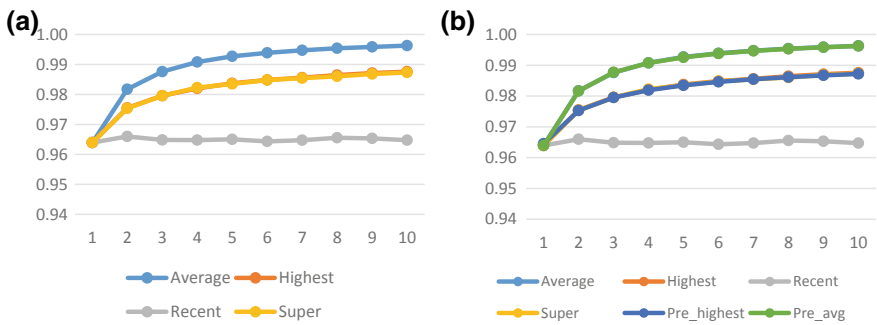 (a)
1.00
0.99
0.98
0.97
0.96
0.95
0.94
1 2 3 4 5 6 7 8 9 10
Average Highest
Recent Super
(b)
1.00
0.99
0.98
0.97
0.96
0.95
0.94
1 2 3 4 5 6 7 8 9 10
Average Highest Recent
Super Pre_highest Pre_avg